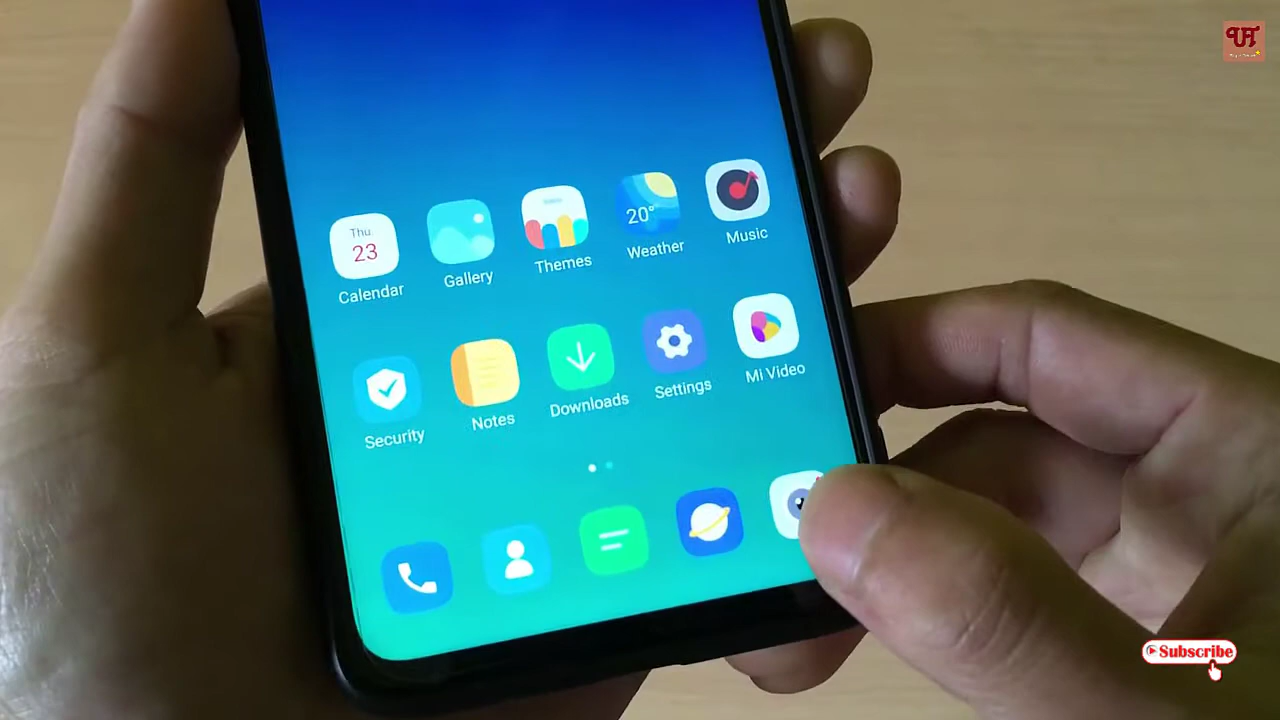 Thu
23
20°
Calendar
Gallery
Themes
Weather
Music
Security
Notes
Downloads
Settings
Mi Video
Subscribe